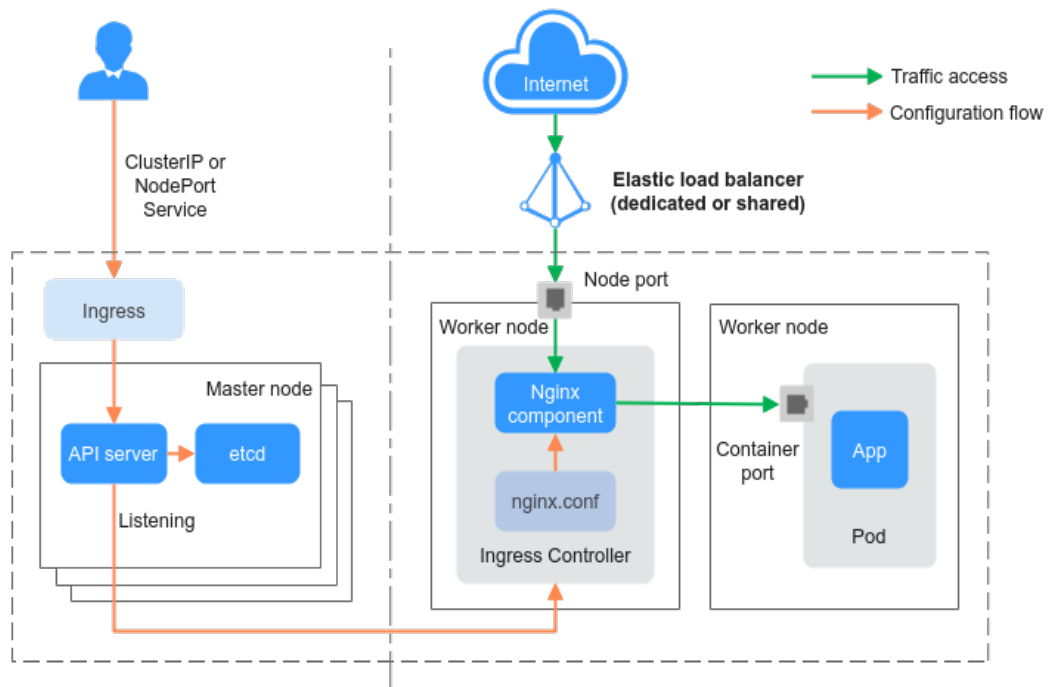 Internet
Traffic access
Configuration flow
ClusterIP or
NodePort
Service
Elastic load balancer
(dedicated or shared)
Node port
Ingress
Worker node
Worker node
Master node
Nginx
component
API server
etcd
Container
port
App
nginx.conf
Listening
Pod
Ingress Controller